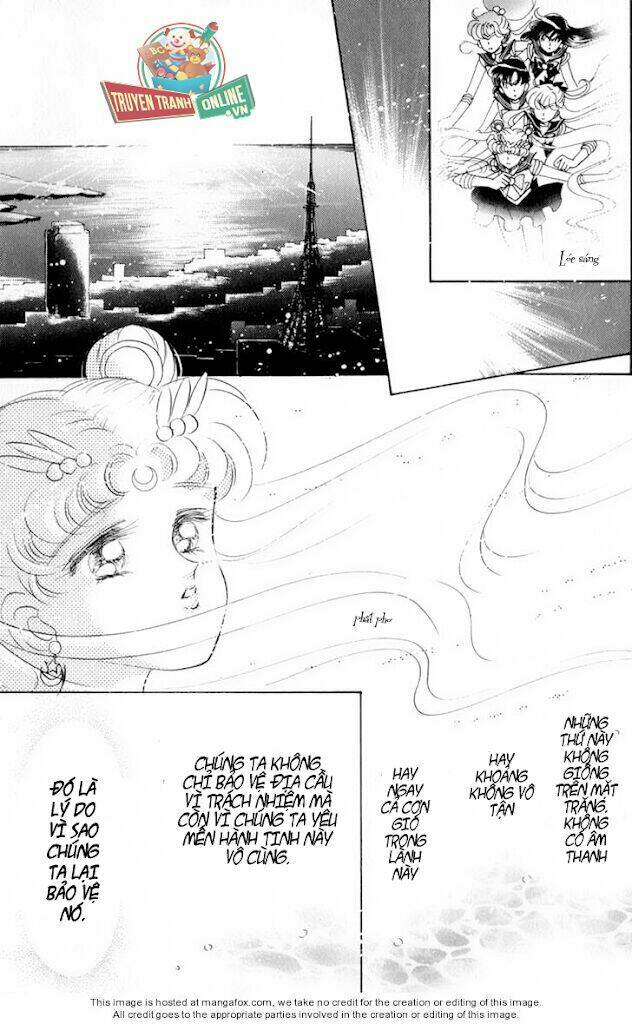 BC
TRUYEN TRANH
ONLINE
.VN
Lóe sáng
phất phơ
NHỮNG
THỨ NÀY
KHÔNG
GIỐNG
TRÊN MẶT
TRĂNG. KHÔNG
CÓ ÂM
THANH
HAY
KHOẢNG
KHÔNG VÔ
TẬN
HAY
NGAY
CẢ CƠN
GIÓ
TRONG
LÀNH
NÀY
CHÚNG TA KHÔNG
CHỈ BẢO VỆ ĐỊA CẦU
VÌ TRÁCH NHIỆM MÀ
CÒN VÌ CHÚNG TA YÊU
MẾN HÀNH TINH NÀY
VÔ CÙNG.
ĐÓ LÀ
LÝ DO
VÌ SAO
CHÚNG
TA LẠI
BẢO VỆ
NÓ.
This image is hosted at mangafox.com, we take no credit for the creation or editing of this image.
All credit goes to the appropriate parties involved in the creation or editing of this image.